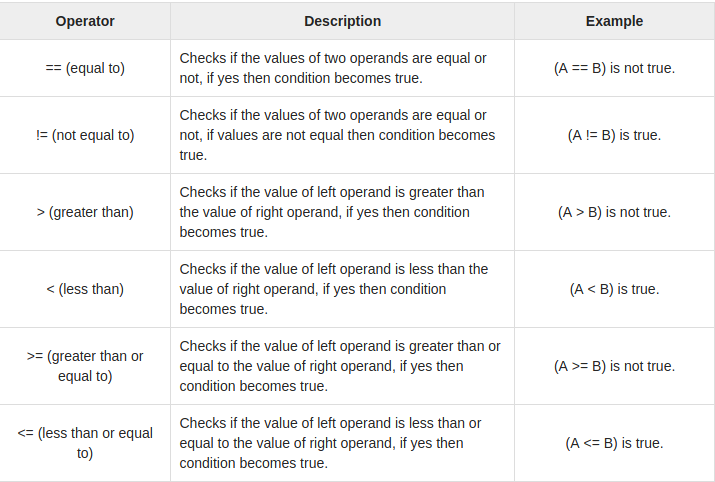 Operator Description Example
== (equal to)
Checks if the values of two operands are equal or
not, if yes then condition becomes true.
(A == B) is not true.
!= (not equal to)
Checks if the values of two operands are equal or
not, if values are not equal then condition becomes
true.
(A != B) is true.
> (greater than)
Checks if the value of left operand is greater than
the value of right operand, if yes then condition
becomes true.
(A > B) is not true.
< (less than)
Checks if the value of left operand is less than the
value of right operand, if yes then condition
becomes true.
(A < B) is true.
>= (greater than or
equal to)
Checks if the value of left operand is greater than or
equal to the value of right operand, if yes then
condition becomes true.
(A >= B) is not true.
<= (less than or equal
to)
Checks if the value of left operand is less than or
equal to the value of right operand, if yes then
condition becomes true.
(A <= B) is true.